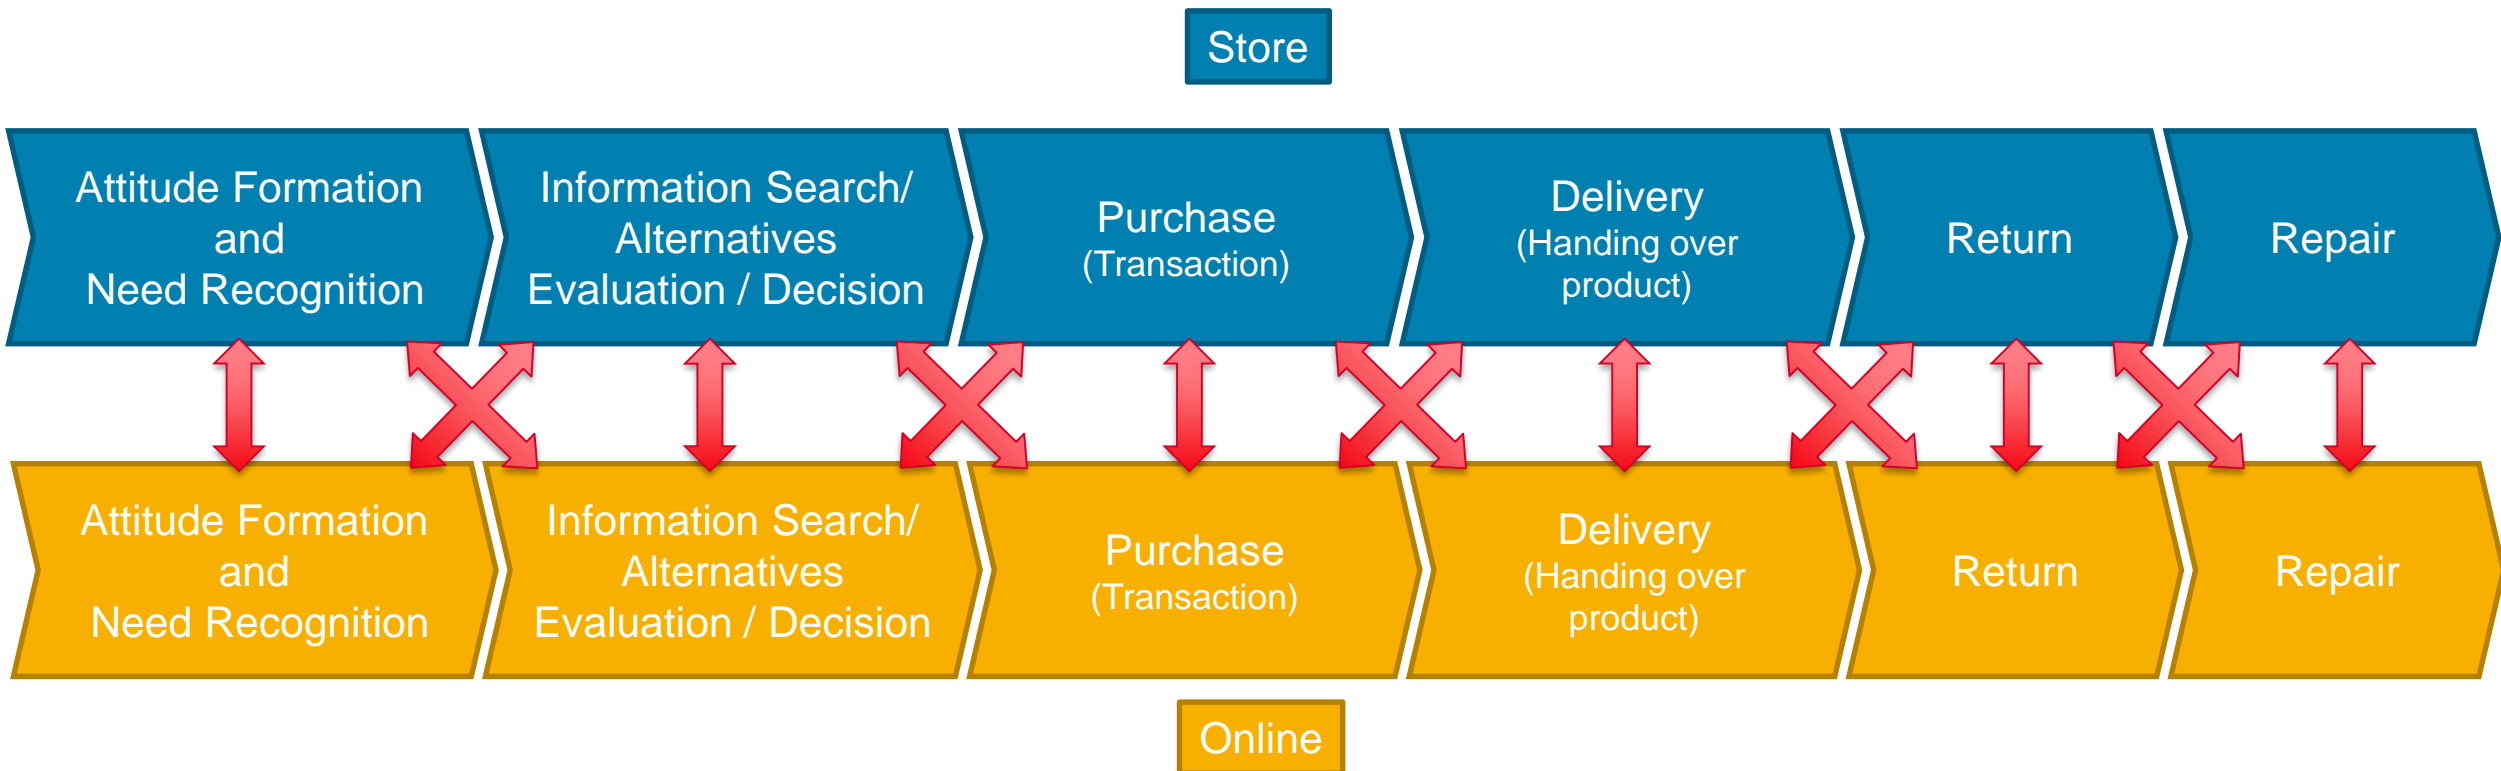 Store
Attitude Formation
and
Need Recognition
Information Search/
Alternatives
Evaluation / Decision
Purchase
(Transaction)
Delivery
(Handing over
product)
Return
Repair
Attitude Formation
and
Need Recognition
Information Search/
Alternatives
Evaluation / Decision
Purchase
(Transaction)
Delivery
(Handing over
product)
Return
Repair
Online